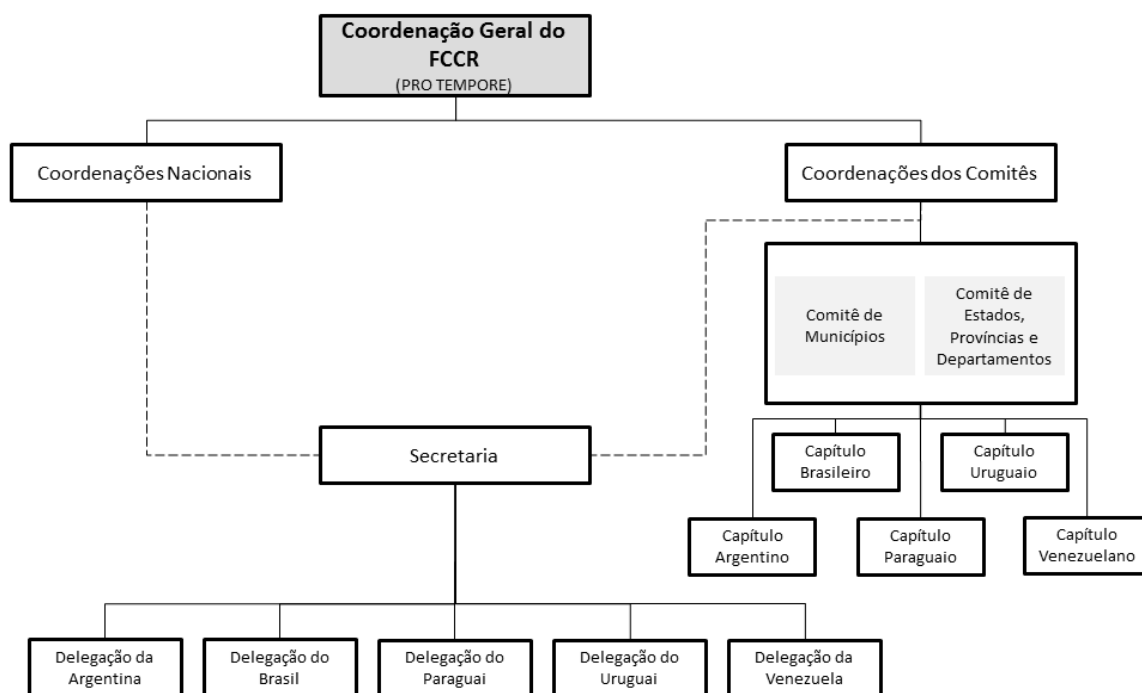 Coordenação Geral do
FCCR
(PRO TEMPORE)
Coordenações Nacionais
Coordenações dos Comitês
Comitê de
Municípios
Comitê de
Estados,
Províncias e
Departamentos
Secretaria
Capítulo
Brasileiro
Capítulo
Uruguaio
Capítulo
Argentino
Capítulo
Paraguaio
Capítulo
Venezuelano
Delegação da
Argentina
Delegação do
Brasil
Delegação do
Paraguai
Delegação do
Uruguai
Delegação da
Venezuela